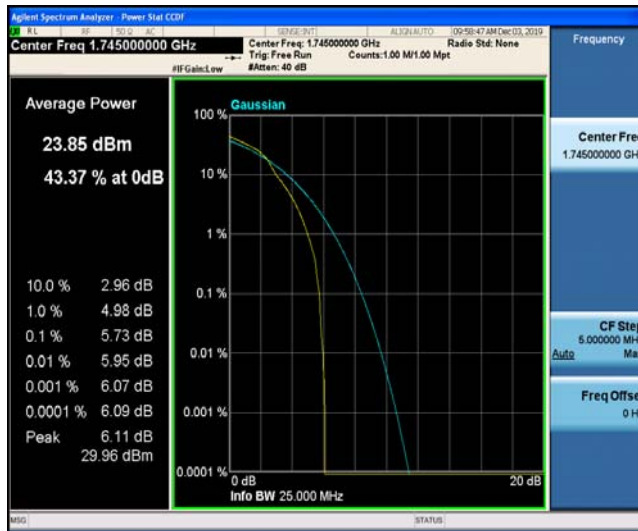 Agilent Spectrum Analyzer - Power Stat CCDF
RL RF 50 Ω AC SENSE:INT ALIGN AUTO 09:58:47 AM Dec 03, 2019
Center Freq 1.745000000 GHz
Center Freq: 1.745000000 GHz Radio Std: None
Trig: Free Run Counts:1.00 M/1.00 Mpt
#IFGain:Low #Atten: 40 dB
Frequency
Average Power
23.85 dBm
43.37 % at 0dB
10.0 % 2.96 dB
1.0 % 4.98 dB
0.1 % 5.73 dB
0.01 % 5.95 dB
0.001 % 6.07 dB
0.0001 % 6.09 dB
Peak 6.11 dB
29.96 dBm
Gaussian
100 %
10 %
1 %
0.1 %
0.01 %
0.001 %
0.0001 %
0 dB 20 dB
Info BW 25.000 MHz
Center Fre
1.745000000 GH
CF Ste
5.000000 MH
Auto Ma
Freq Offse
0 H
MSG STATUS